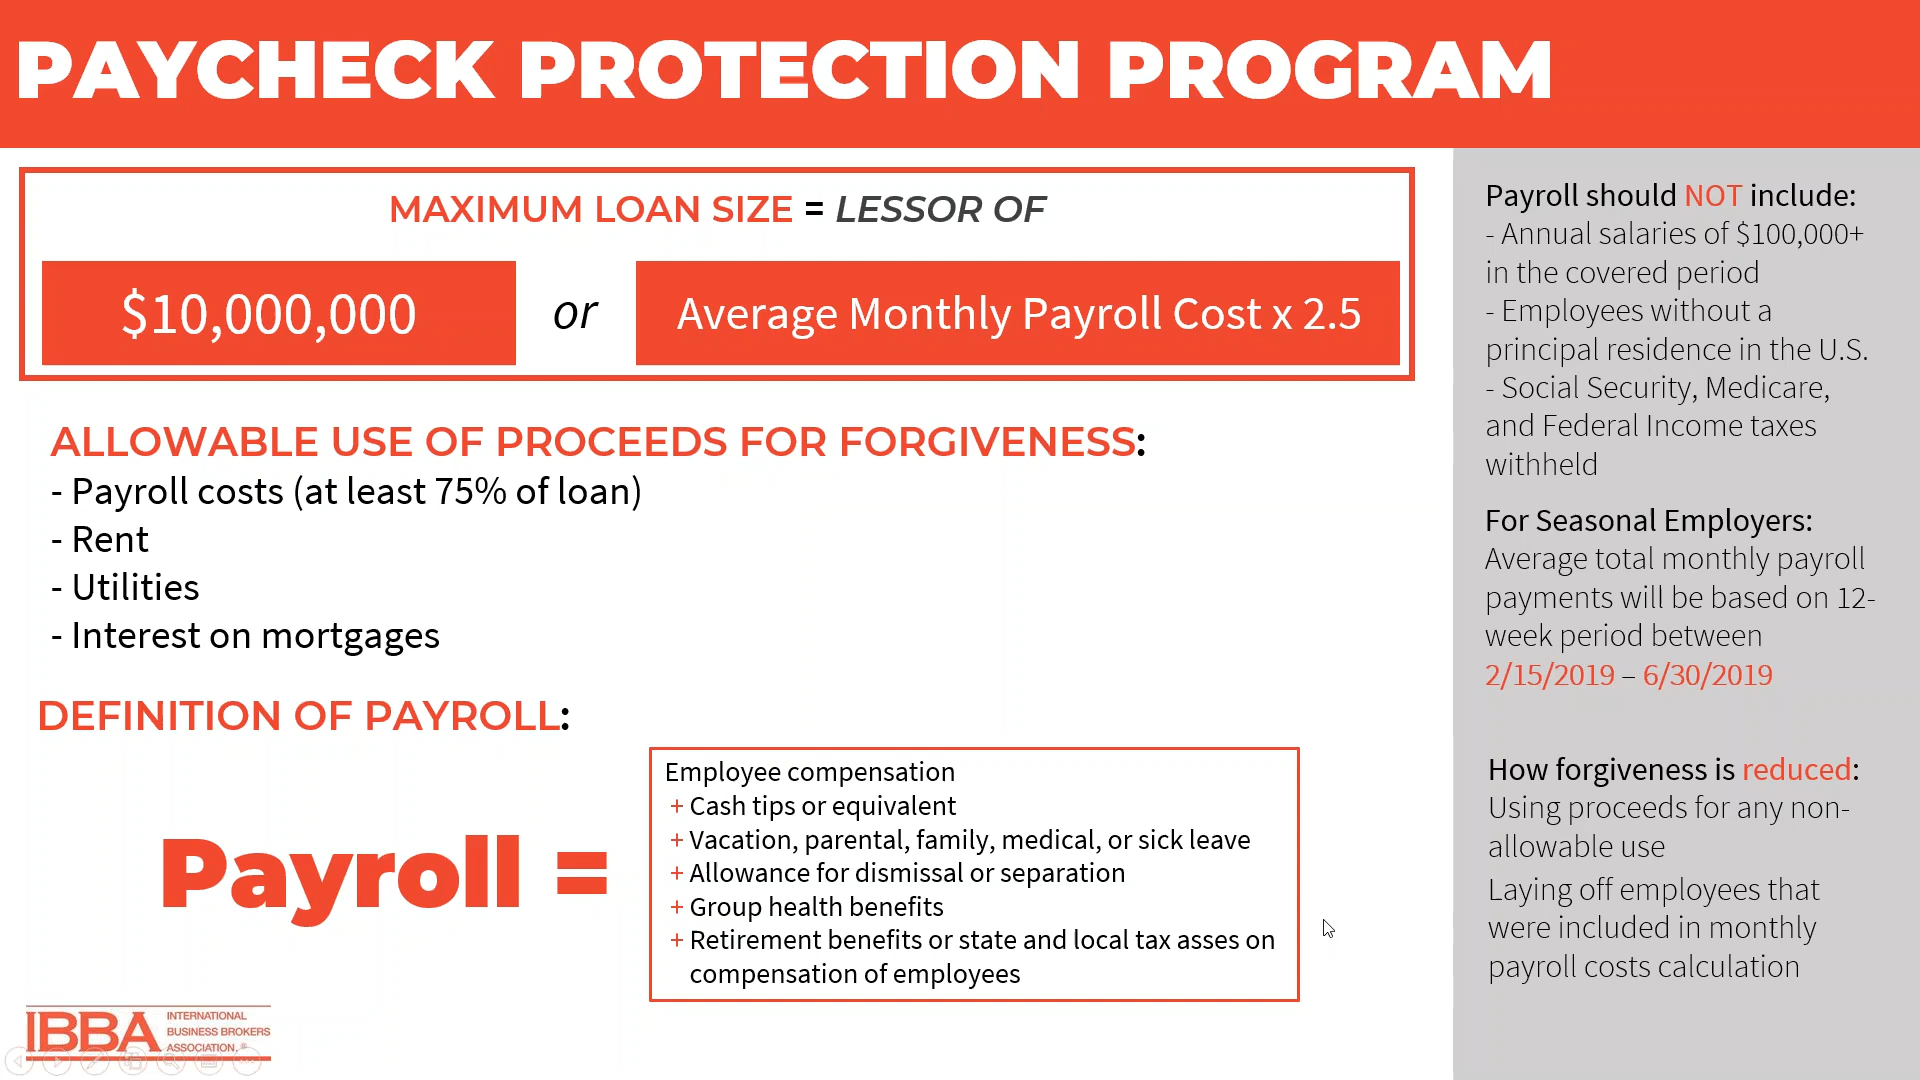 PAYCHECK PROTECTION PROGRAM
MAXIMUM LOAN SIZE = LESSOR OF
$10,000,000
or
Average Monthly Payroll Cost x 2.5
ALLOWABLE USE OF PROCEEDS FOR FORGIVENESS:
- Payroll costs (at least 75% of loan)
- Rent
- Utilities
- Interest on mortgages
DEFINITION OF PAYROLL:
Payroll =
Employee compensation
+ Cash tips or equivalent
+ Vacation, parental, family, medical, or sick leave
+ Allowance for dismissal or separation
+ Group health benefits
+ Retirement benefits or state and local tax asses on
compensation of employees
Payroll should NOT include:
- Annual salaries of $100,000+
in the covered period
- Employees without a
principal residence in the U.S.
- Social Security, Medicare,
and Federal Income taxes
withheld
For Seasonal Employers:
Average total monthly payroll
payments will be based on 12-
week period between
2/15/2019 – 6/30/2019
How forgiveness is reduced:
Using proceeds for any non-
allowable use
Laying off employees that
were included in monthly
payroll costs calculation
IBBA
INTERNATIONAL
BUSINESS BROKERS
ASSOCIATION.®